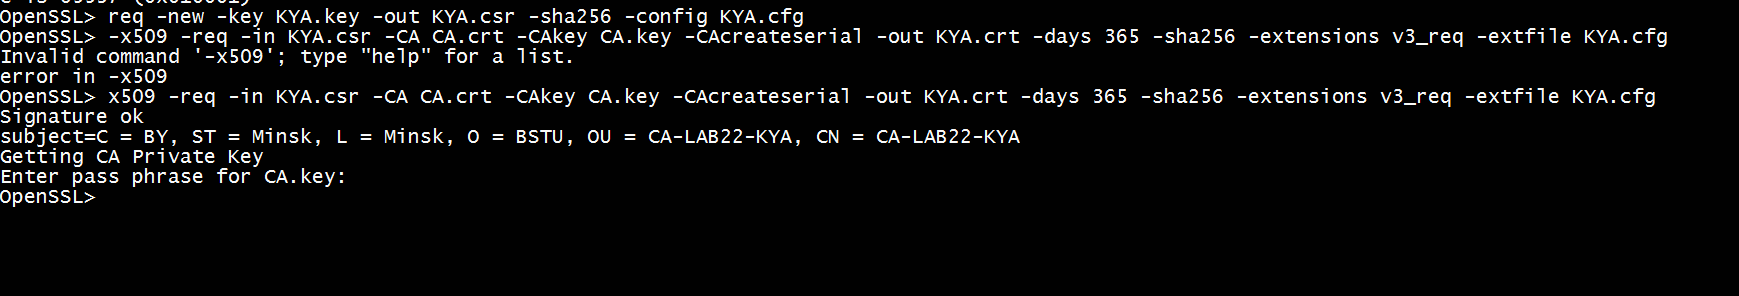 OpenSSL> req -new -key KYA.key -out KYA.csr -sha256 -config KYA.cfg
OpenSSL> -x509 -req -in KYA.csr -CA CA.crt -CAkey CA.key -CAcreateserial -out KYA.crt -days 365 -sha256 -extensions v3_req -extfile KYA.cfg
Invalid command '-x509'; type "help" for a list.
error in -x509
OpenSSL> x509 -req -in KYA.csr -CA CA.crt -CAkey CA.key -CAcreateserial -out KYA.crt -days 365 -sha256 -extensions v3_req -extfile KYA.cfg
Signature ok
subject=C = BY, ST = Minsk, L = Minsk, O = BSTU, OU = CA-LAB22-KYA, CN = CA-LAB22-KYA
Getting CA Private Key
Enter pass phrase for CA.key:
OpenSSL>